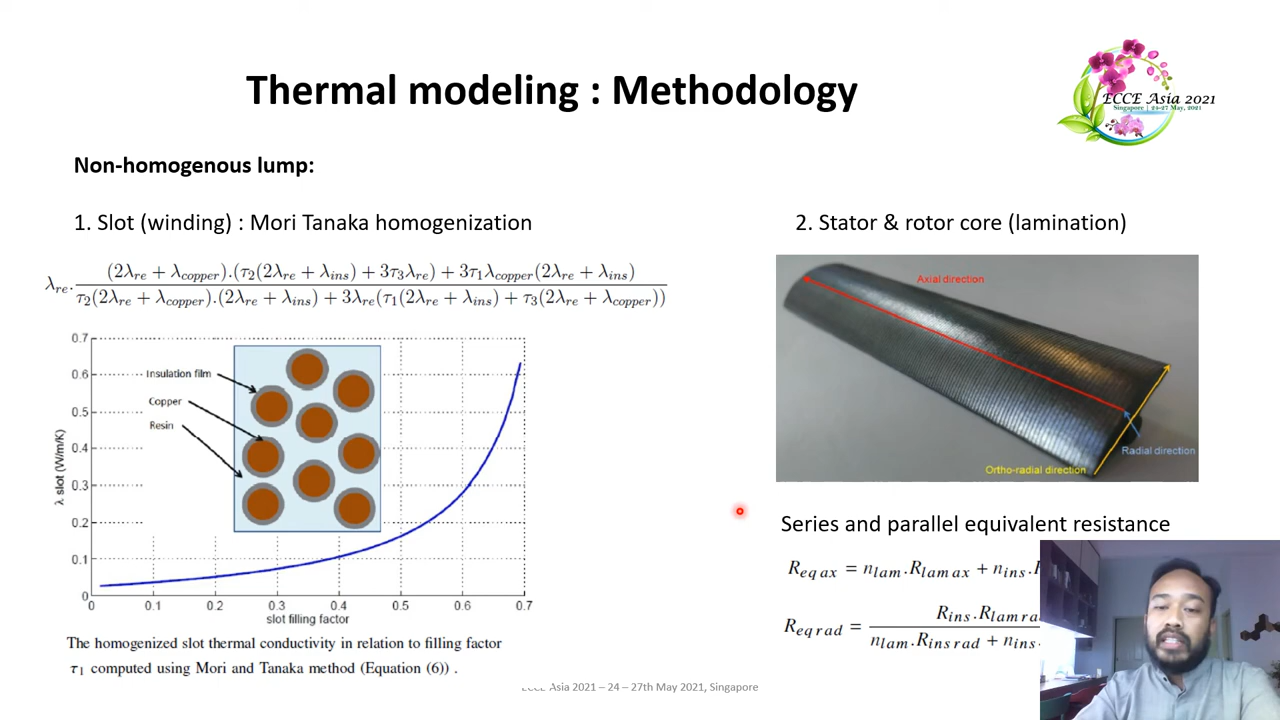 Thermal modeling : Methodology
ECCE Asia 2021
Singapore | 23-27 May, 2021
Non-homogenous lump:
1. Slot (winding) : Mori Tanaka homogenization
2. Stator & rotor core (lamination)
λre. (2λre + λcopper).(τ2(2λre + λins) + 3τ3λre) + 3τ1λcopper(2λre + λins)
τ2(2λre + λcopper).(2λre + λins) + 3λre(τ1(2λre + λins) + τ3(2λre + λcopper))
Axial direction
Radial direction
Ortho-radial direction
0.7
0.6
0.5
0.4
0.3
0.2
0.1
0
λ slot (W/m/K)
Insulation film
Copper
Resin
0 0.1 0.2 0.3 0.4 0.5 0.6 0.7
slot filling factor
The homogenized slot thermal conductivity in relation to filling factor
τ1 computed using Mori and Tanaka method (Equation (6)) .
Series and parallel equivalent resistance
Req ax = nlam.Rlam ax + nins.
Req rad = Rins.Rlam ra
nlam.Rins rad + nins.
ECCE Asia 2021 – 24 – 27th May 2021, Singapore